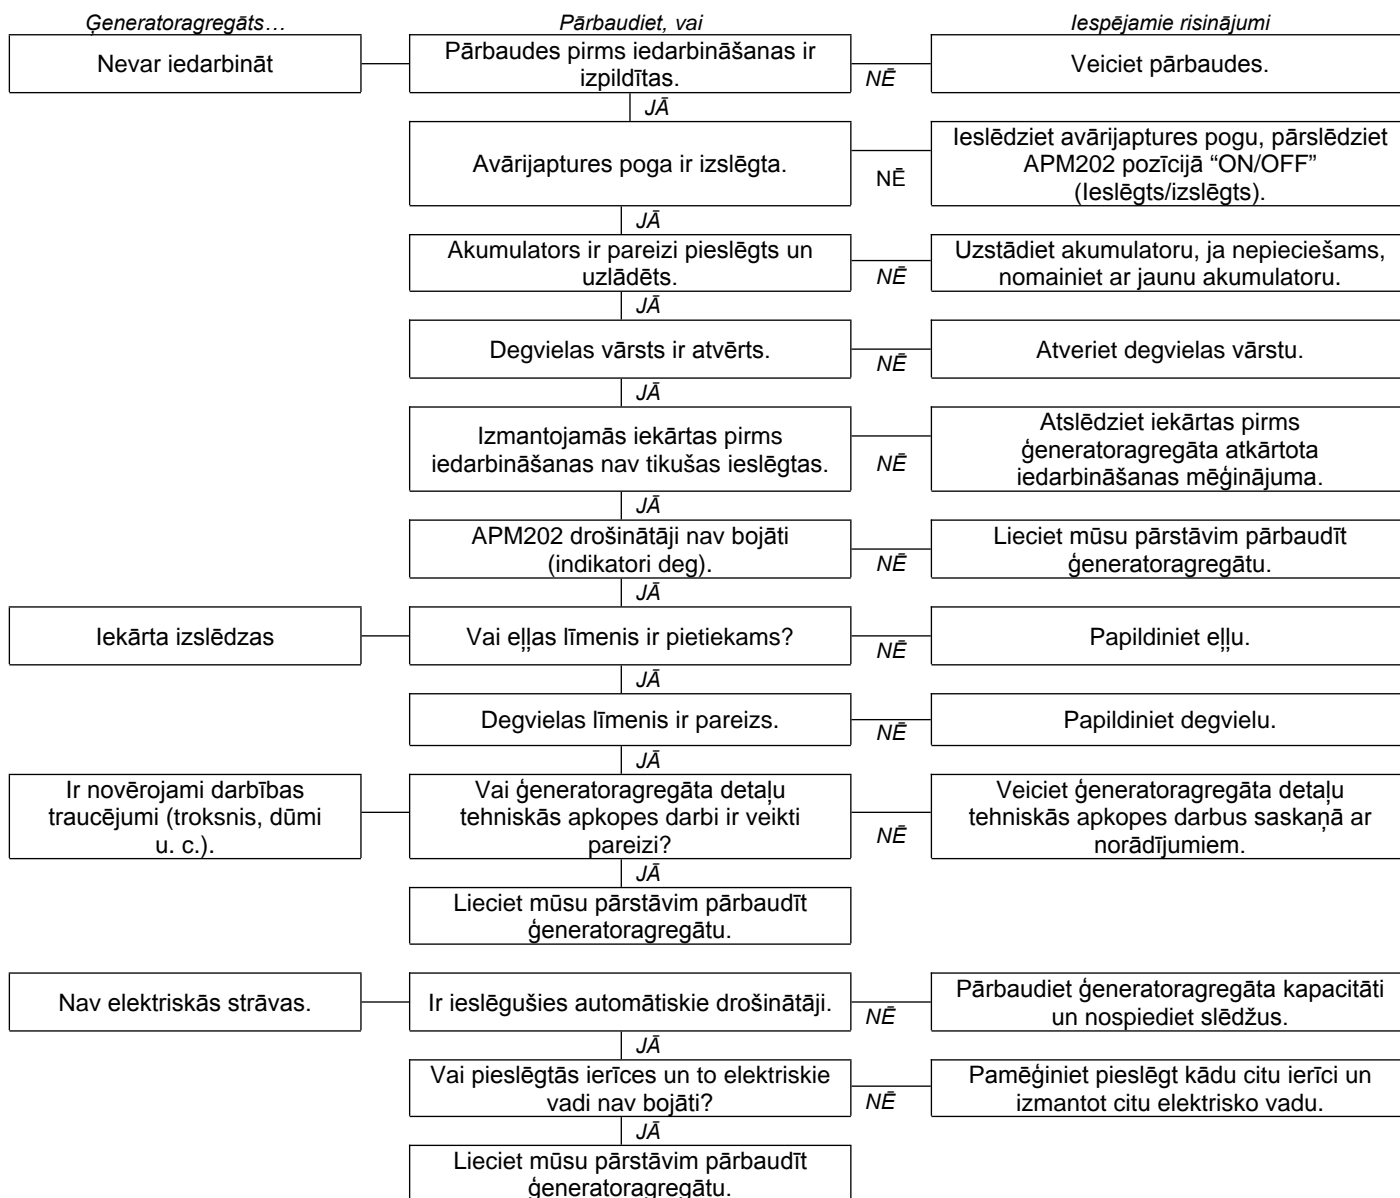 Ģeneratoragregāts…
Pārbaudiet, vai
Iespējamie risinājumi
Nevar iedarbināt
Pārbaudes pirms iedarbināšanas ir
izpildītas.
NĒ
Veiciet pārbaudes.
JĀ
Avārijaptures poga ir izslēgta.
NĒ
Ieslēdziet avārijaptures pogu, pārslēdziet
APM202 pozīcijā “ON/OFF”
(Ieslēgts/izslēgts).
JĀ
Akumulators ir pareizi pieslēgts un
uzlādēts.
NĒ
Uzstādiet akumulatoru, ja nepieciešams,
nomainiet ar jaunu akumulatoru.
JĀ
Degvielas vārsts ir atvērts.
NĒ
Atveriet degvielas vārstu.
JĀ
Izmantojamās iekārtas pirms
iedarbināšanas nav tikušas ieslēgtas.
NĒ
Atslēdziet iekārtas pirms
ģeneratoragregāta atkārtota
iedarbināšanas mēģinājuma.
JĀ
APM202 drošinātāji nav bojāti
(indikatori deg).
NĒ
Lieciet mūsu pārstāvim pārbaudīt
ģeneratoragregātu.
JĀ
Iekārta izslēdzas
Vai eļļas līmenis ir pietiekams?
NĒ
Papildiniet eļļu.
JĀ
Degvielas līmenis ir pareizs.
NĒ
Papildiniet degvielu.
JĀ
Ir novērojami darbības
traucējumi (troksnis, dūmi
u. c.).
Vai ģeneratoragregāta detaļu
tehniskās apkopes darbi ir veikti
pareizi?
NĒ
Veiciet ģeneratoragregāta detaļu
tehniskās apkopes darbus saskaņā ar
norādījumiem.
JĀ
Lieciet mūsu pārstāvim pārbaudīt
ģeneratoragregātu.
Nav elektriskās strāvas.
Ir ieslēgušies automātiskie drošinātāji.
NĒ
Pārbaudiet ģeneratoragregāta kapacitāti
un nospiediet slēdžus.
JĀ
Vai pieslēgtās ierīces un to elektriskie
vadi nav bojāti?
NĒ
Pamēģiniet pieslēgt kādu citu ierīci un
izmantot citu elektrisko vadu.
JĀ
Lieciet mūsu pārstāvim pārbaudīt
ģeneratoragregātu.